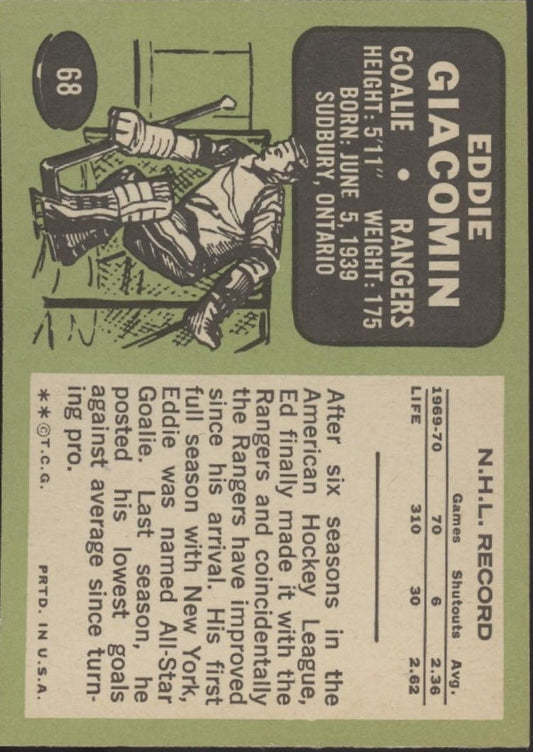 EDDIE
GIACOMIN
GOALIE • RANGERS
HEIGHT: 5'11" WEIGHT: 175
BORN: JUNE 5, 1939
SUDBURY, ONTARIO
68
N.H.L. RECORD
Games Shutouts Avg.
1969-70 70 6 2.36
LIFE 310 30 2.62
After six seasons in the
American Hockey League,
Ed finally made it with the
Rangers and coincidentally
the Rangers have improved
since his arrival. His first
full season with New York,
Eddie was named All-Star
Goalie. Last season, he
posted his lowest goals
against average since turn-
ing pro.
**©T.C.G. PRTD. IN U.S.A.